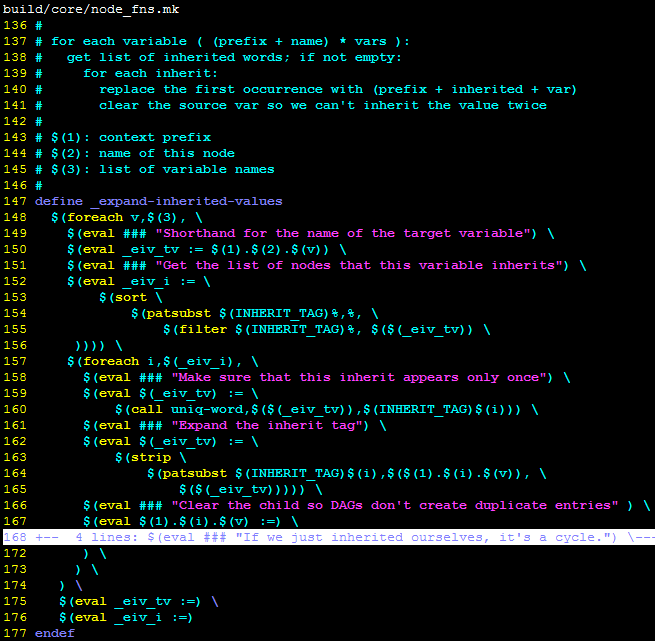 build/core/node_fns.mk
136 #
137 # for each variable ( (prefix + name) * vars ):
138 #   get list of inherited words; if not empty:
139 #     for each inherit:
140 #       replace the first occurrence with (prefix + inherited + var)
141 #       clear the source var so we can't inherit the value twice
142 #
143 # $(1): context prefix
144 # $(2): name of this node
145 # $(3): list of variable names
146 #
147 define _expand-inherited-values
148   $(foreach v,$(3), \
149     $(eval ### "Shorthand for the name of the target variable") \
150     $(eval _eiv_tv := $(1).$(2).$(v)) \
151     $(eval ### "Get the list of nodes that this variable inherits") \
152     $(eval _eiv_i := \
153         $(sort \
154             $(patsubst $(INHERIT_TAG)%,%, \
155                 $(filter $(INHERIT_TAG)%, $($(_eiv_tv)) \
156      )))) \
157     $(foreach i,$(_eiv_i), \
158       $(eval ### "Make sure that this inherit appears only once") \
159       $(eval $(_eiv_tv) := \
160           $(call uniq-word,$($(_eiv_tv)),$(INHERIT_TAG)$(i))) \
161       $(eval ### "Expand the inherit tag") \
162       $(eval $(_eiv_tv) := \
163           $(strip \
164               $(patsubst $(INHERIT_TAG)$(i),$($(1).$(i).$(v)), \
165                   $($(_eiv_tv))))) \
166       $(eval ### "Clear the child so DAGs don't create duplicate entries" ) \
167       $(eval $(1).$(i).$(v) :=) \
168 +--  4 lines: $(eval ### "If we just inherited ourselves, it's a cycle.") \---
172       ) \
173      ) \
174    ) \
175    $(eval _eiv_tv :=) \
176    $(eval _eiv_i :=)
177 endef